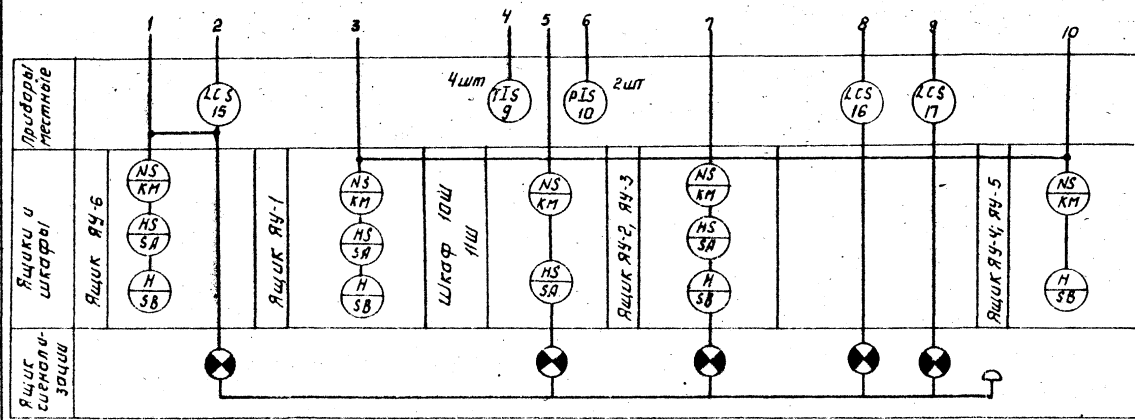 1 2 3 4 5 6 7 8 9 10
Приборы местные
LCS
15
4шт
TIS
9
PIS
10
2шт
LCS
16
LCS
17
Ящики и шкафы
Ящик ЯУ-6
NS
KM
HS
SA
H
SB
Ящик ЯУ-1
NS
KM
HS
SA
H
SB
Шкаф 10Ш
11Ш
NS
KM
HS
SA
Ящик ЯУ-2, ЯУ-3
NS
KM
HS
SA
H
SB
Ящик ЯУ-4; ЯУ-5
NS
KM
H
SB
Ящик сигнали-
зации